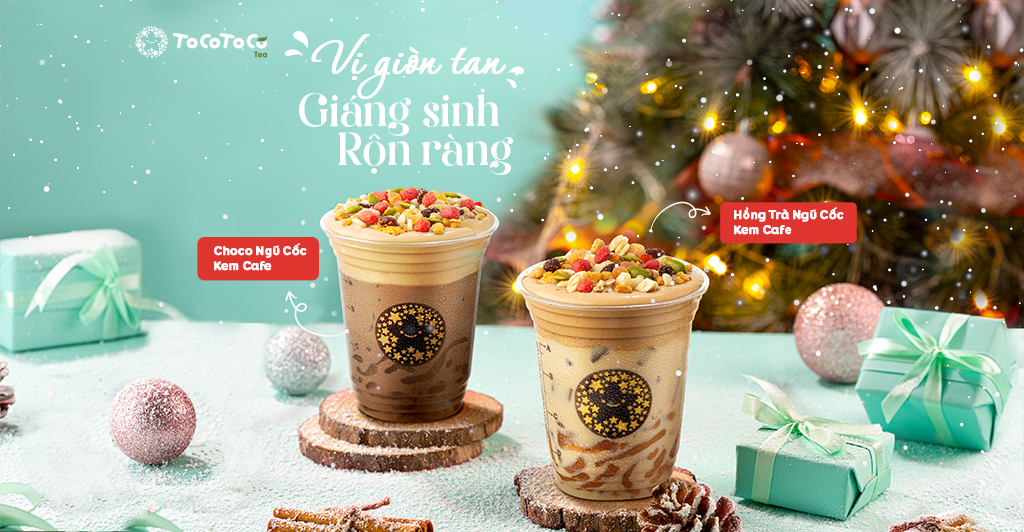 ToCoToCo
Tea
Vị giòn tan
Giáng sinh
Rộn ràng
Choco Ngũ Cốc
Kem Cafe
Hồng Trà Ngũ Cốc
Kem Cafe